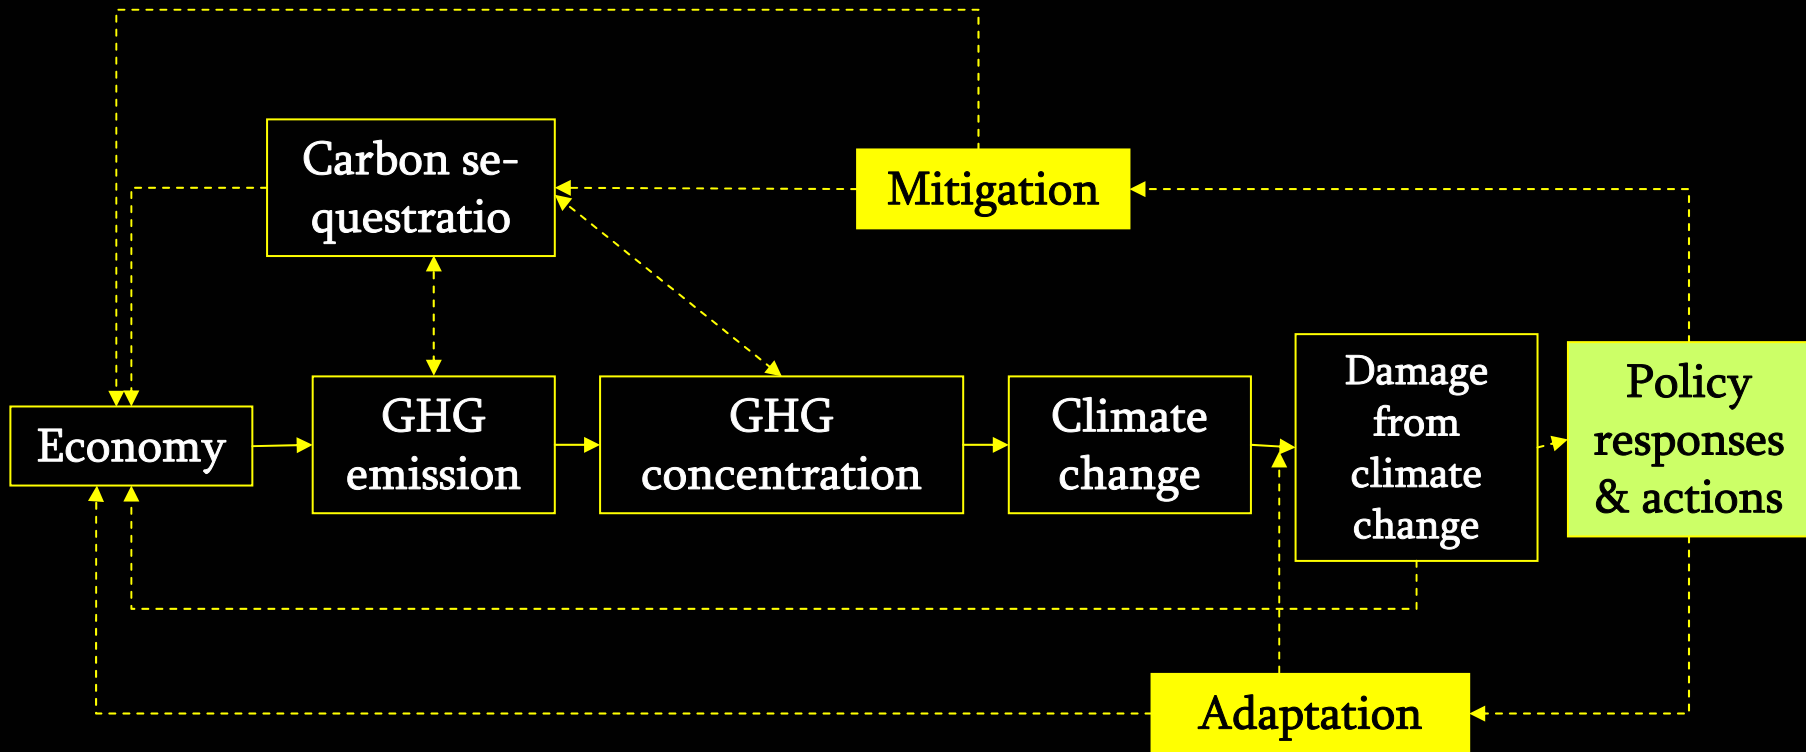 Carbon se-
questratio
Mitigation
Economy
GHG
emission
GHG
concentration
Climate
change
Damage
from
climate
change
Policy
responses
& actions
Adaptation